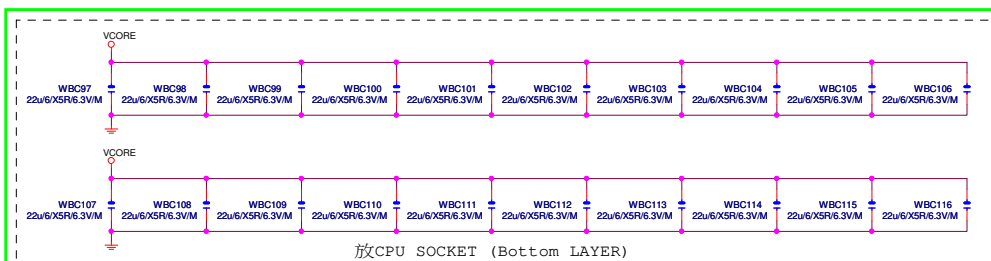 VCORE
WBC97 WBC98 WBC99 WBC100 WBC101 WBC102 WBC103 WBC104 WBC105 WBC106
22u/6/X5R/6.3V/M 22u/6/X5R/6.3V/M 22u/6/X5R/6.3V/M 22u/6/X5R/6.3V/M 22u/6/X5R/6.3V/M 22u/6/X5R/6.3V/M 22u/6/X5R/6.3V/M 22u/6/X5R/6.3V/M 22u/6/X5R/6.3V/M 22u/6/X5R/6.3V/M
VCORE
WBC107 WBC108 WBC109 WBC110 WBC111 WBC112 WBC113 WBC114 WBC115 WBC116
22u/6/X5R/6.3V/M 22u/6/X5R/6.3V/M 22u/6/X5R/6.3V/M 22u/6/X5R/6.3V/M 22u/6/X5R/6.3V/M 22u/6/X5R/6.3V/M 22u/6/X5R/6.3V/M 22u/6/X5R/6.3V/M 22u/6/X5R/6.3V/M 22u/6/X5R/6.3V/M
放CPU SOCKET (Bottom LAYER)